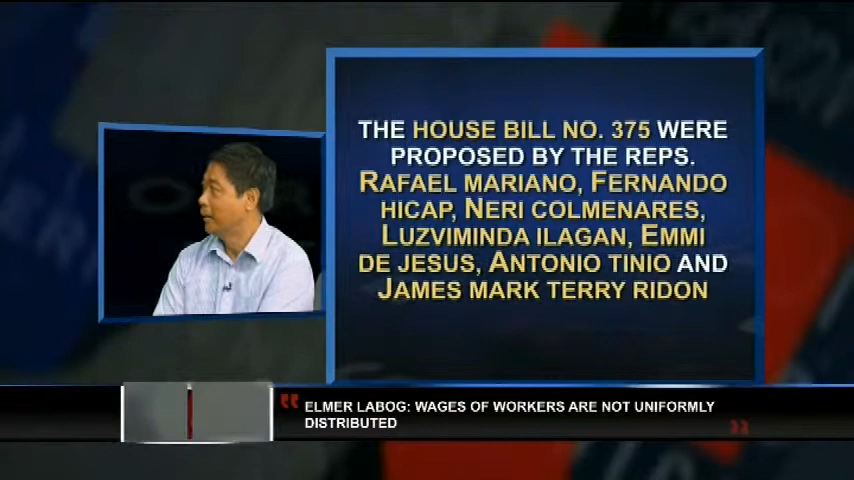 THE HOUSE BILL NO. 375 WERE
PROPOSED BY THE REPS.
RAFAEL MARIANO, FERNANDO
HICAP, NERI COLMENARES,
LUZVIMINDA ILAGAN, EMMI
DE JESUS, ANTONIO TINIO AND
JAMES MARK TERRY RIDON
" ELMER LABOG: WAGES OF WORKERS ARE NOT UNIFORMLY
DISTRIBUTED "